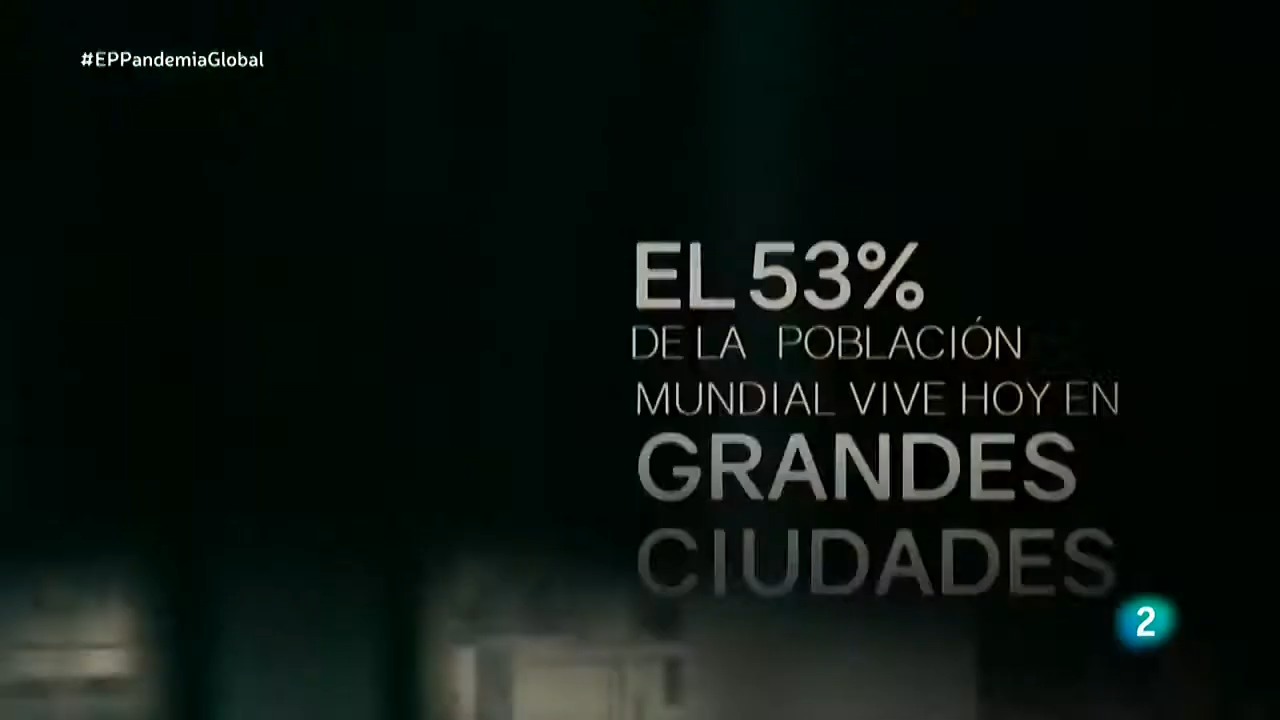 #EPPandemiaGlobal
EL 53%
DE LA POBLACIÓN
MUNDIAL VIVE HOY EN
GRANDES
CIUDADES
2